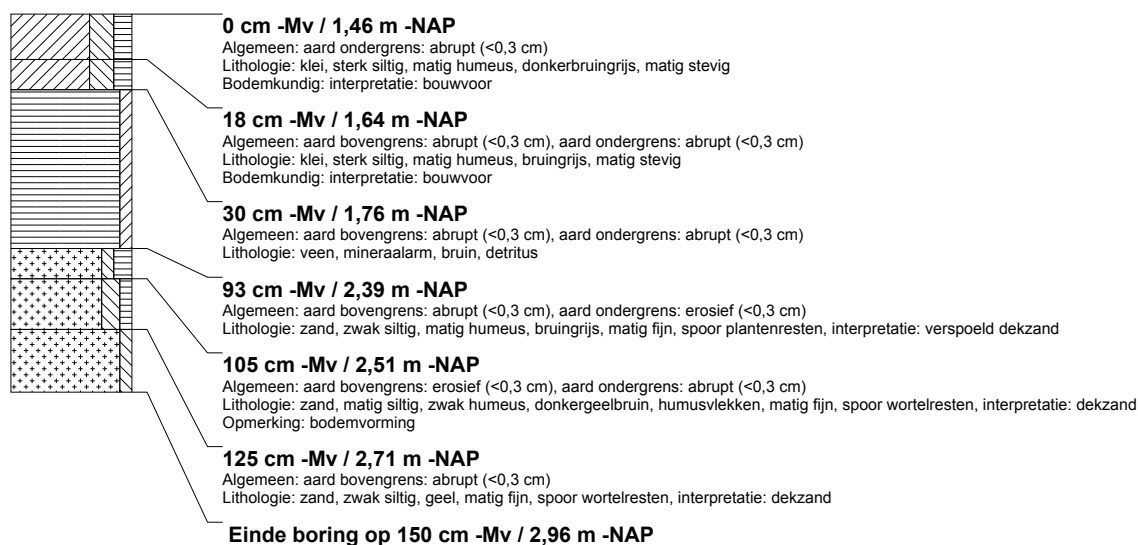 0 cm -Mv / 1,46 m -NAP
Algemeen: aard ondergrens: abrupt (<0,3 cm)
Lithologie: klei, sterk siltig, matig humeus, donkerbruingrijs, matig stevig
Bodemkundig: interpretatie: bouwvoor
18 cm -Mv / 1,64 m -NAP
Algemeen: aard bovengrens: abrupt (<0,3 cm), aard ondergrens: abrupt (<0,3 cm)
Lithologie: klei, sterk siltig, matig humeus, bruingrijs, matig stevig
Bodemkundig: interpretatie: bouwvoor
30 cm -Mv / 1,76 m -NAP
Algemeen: aard bovengrens: abrupt (<0,3 cm), aard ondergrens: abrupt (<0,3 cm)
Lithologie: veen, mineraalarm, bruin, detritus
93 cm -Mv / 2,39 m -NAP
Algemeen: aard bovengrens: abrupt (<0,3 cm), aard ondergrens: erosief (<0,3 cm)
Lithologie: zand, zwak siltig, matig humeus, bruingrijs, matig fijn, spoor plantenresten, interpretatie: verspoeld dekzand
105 cm -Mv / 2,51 m -NAP
Algemeen: aard bovengrens: erosief (<0,3 cm), aard ondergrens: abrupt (<0,3 cm)
Lithologie: zand, matig siltig, zwak humeus, donkergeelbruin, humusvlekken, matig fijn, spoor wortelresten, interpretatie: dekzand
Opmerking: bodemvorming
125 cm -Mv / 2,71 m -NAP
Algemeen: aard bovengrens: abrupt (<0,3 cm)
Lithologie: zand, zwak siltig, geel, matig fijn, spoor wortelresten, interpretatie: dekzand
Einde boring op 150 cm -Mv / 2,96 m -NAP